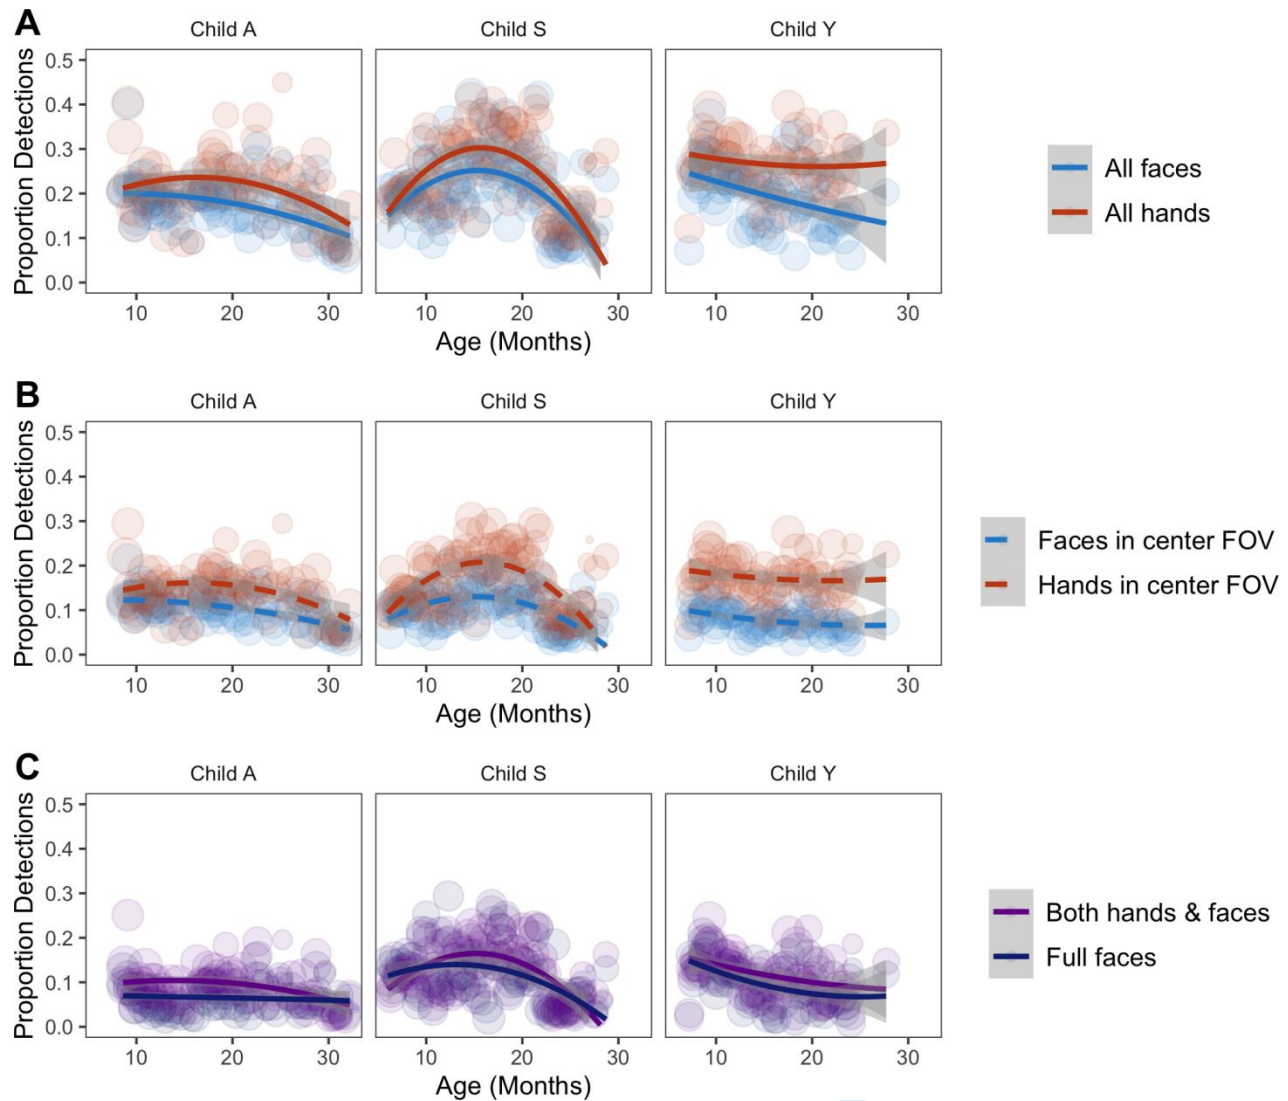 A
Child A
Child S
Child Y
Proportion Detections
0.5
0.4
0.3
0.2
0.1
0.0
10 20 30
10 20 30
10 20 30
Age (Months)
All faces
All hands
B
Child A
Child S
Child Y
Proportion Detections
0.5
0.4
0.3
0.2
0.1
0.0
10 20 30
10 20 30
10 20 30
Age (Months)
Faces in center FOV
Hands in center FOV
C
Child A
Child S
Child Y
Proportion Detections
0.5
0.4
0.3
0.2
0.1
0.0
10 20 30
10 20 30
10 20 30
Age (Months)
Both hands & faces
Full faces